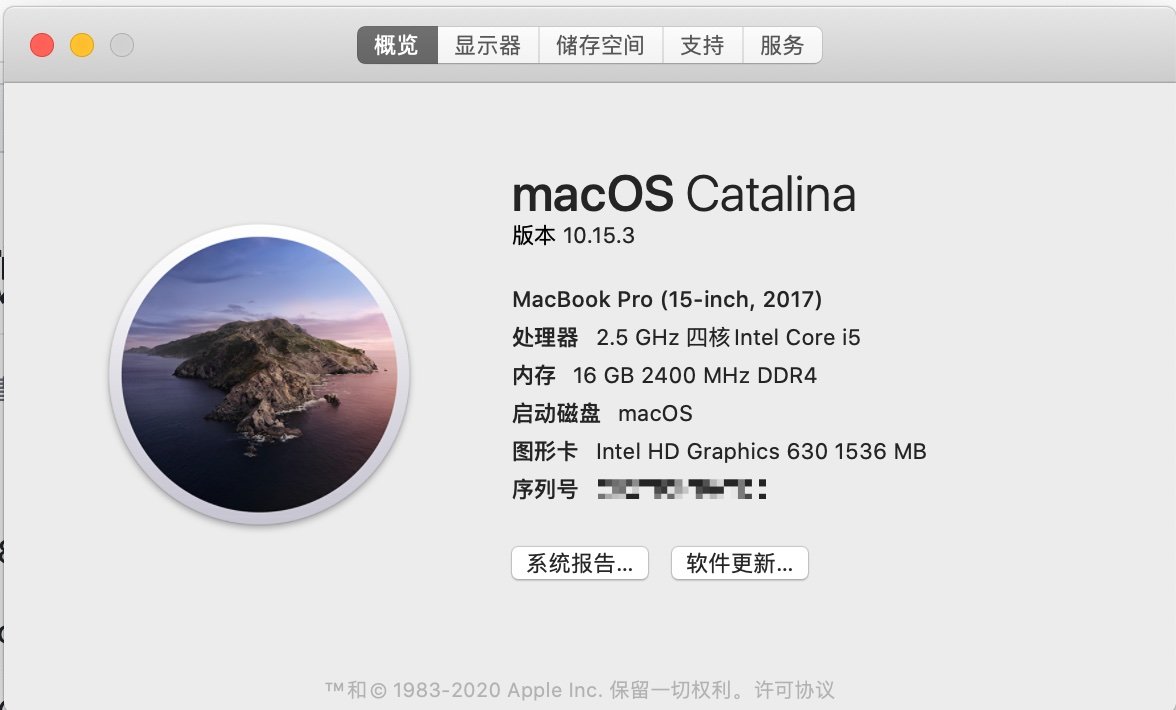 概览 显示器 储存空间 支持 服务
macOS Catalina
版本 10.15.3
MacBook Pro (15-inch, 2017)
处理器 2.5 GHz 四核Intel Core i5
内存 16 GB 2400 MHz DDR4
启动磁盘 macOS
图形卡 Intel HD Graphics 630 1536 MB
序列号
系统报告... 软件更新...
™和© 1983-2020 Apple Inc. 保留一切权利。许可协议